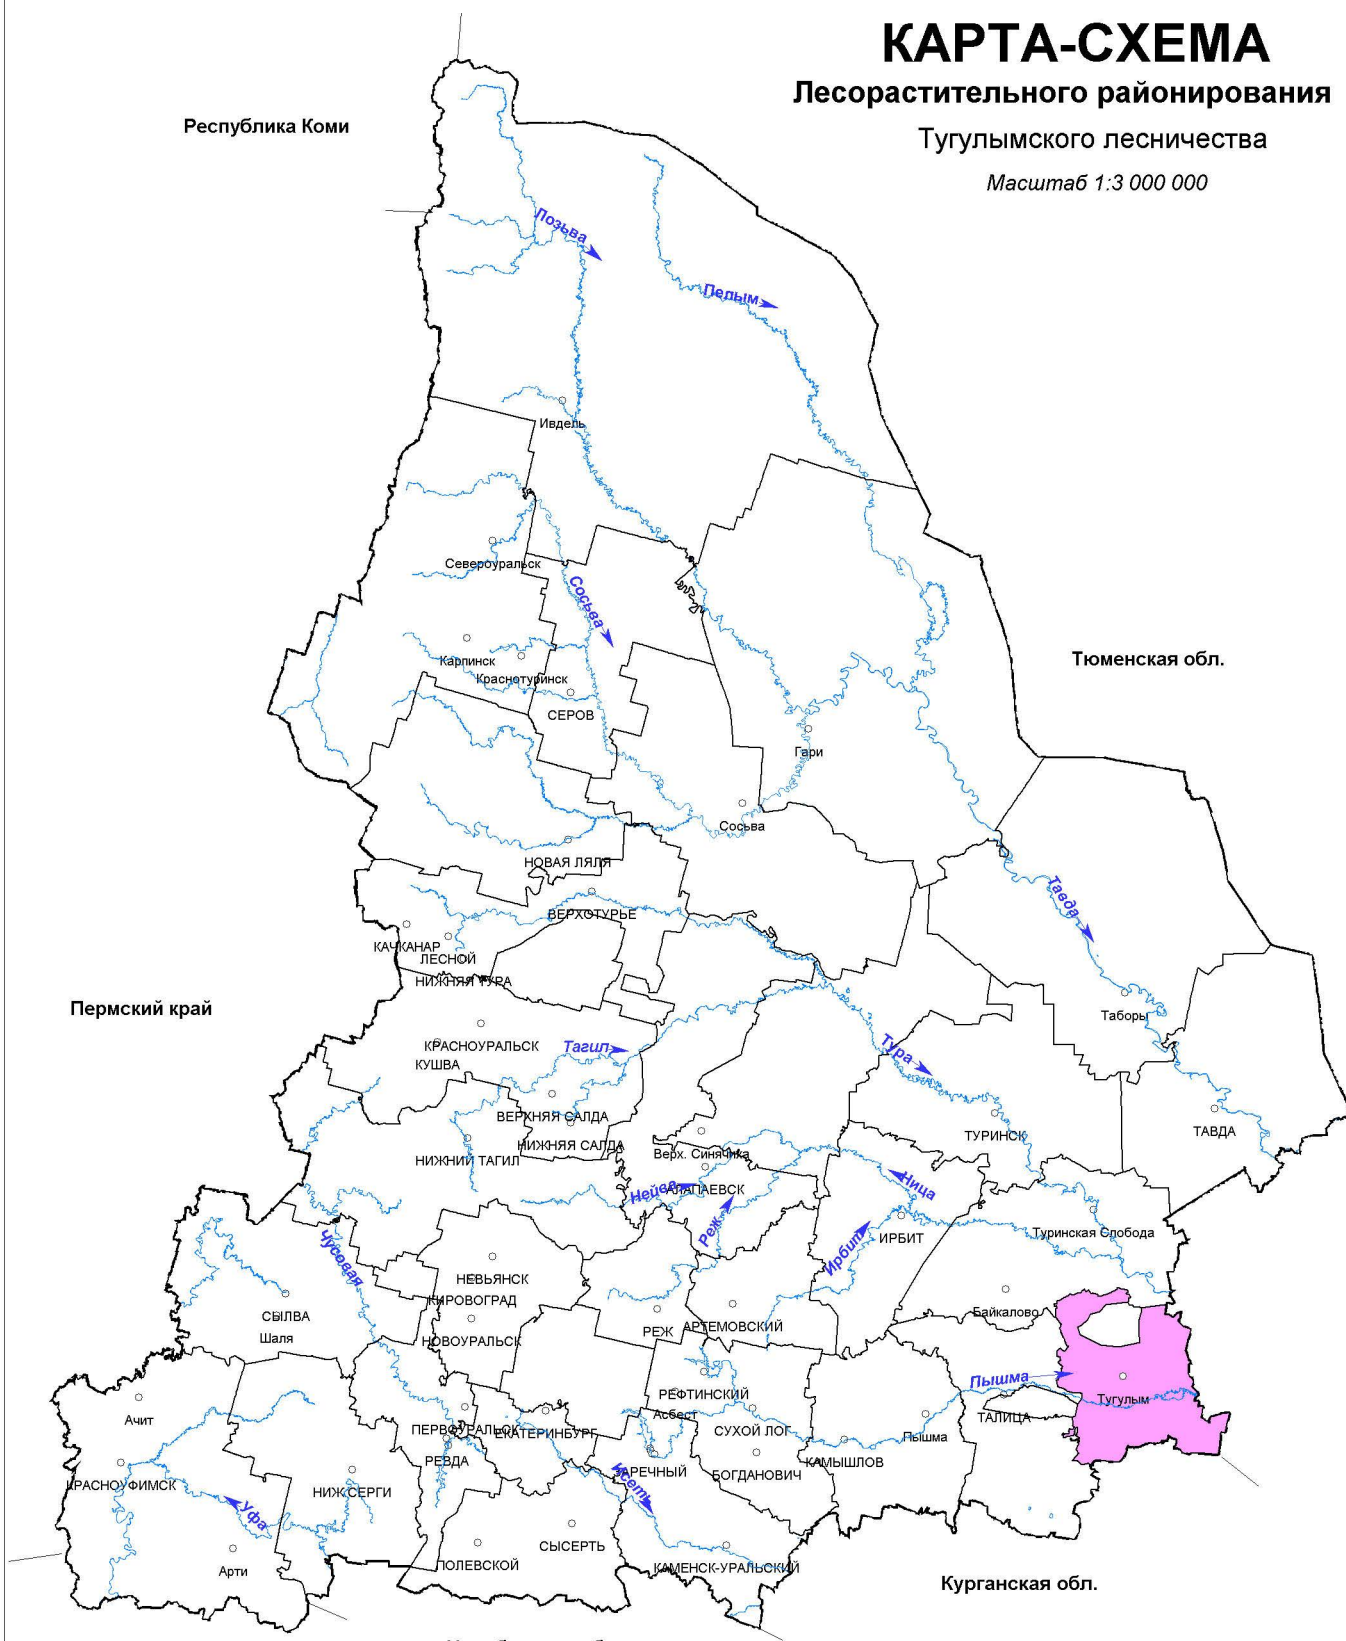 КАРТА-СХЕМА
Лесорастительного районирования
Тугулымского лесничества
Масштаб 1:3 000 000
Республика Коми
Лозьва
Пелым
Ивдель
Североуральск
Сосьва
Карпинск
Краснотурьинск
СЕРОВ
Тюменская обл.
Гари
Сосьва
НОВАЯ ЛЯЛЯ
ВЕРХОТУРЬЕ
Тавда
КАЧКАНАР
ЛЕСНОЙ
НИЖНЯЯ ТУРА
Пермский край
Таборы
КРАСНОУРАЛЬСК
КУШВА
Тагил
Тура
ВЕРХНЯЯ САЛДА
НИЖНЯЯ САЛДА
НИЖНИЙ ТАГИЛ
Верх. Синячиха
ТУРИНСК
ТАВДА
Нейва
АЛАПАЕВСК
Реж
Ница
Ирбит
ИРБИТ
Туринская Слобода
Чусовая
НЕВЬЯНСК
КИРОВОГРАД
НОВОУРАЛЬСК
СЫЛВА
Шаля
РЕЖ
АРТЕМОВСКИЙ
Байкалово
Пышма
Тугулым
ТАЛИЦА
РЕФТИНСКИЙ
Асбест
СУХОЙ ЛОГ
Пышма
КАМЫШЛОВ
Ачит
ПЕРВОУРАЛЬСК
ЕКАТЕРИНБУРГ
РЕВДА
ЗАРЕЧНЫЙ
БОГДАНОВИЧ
КРАСНОУФИМСК
НИЖ.СЕРГИ
Исеть
Уфа
Арти
ПОЛЕВСКОЙ
СЫСЕРТЬ
КАМЕНСК-УРАЛЬСКИЙ
Курганская обл.